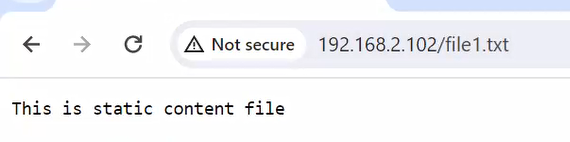 Not secure 192.168.2.102/file1.txt
This is static content file